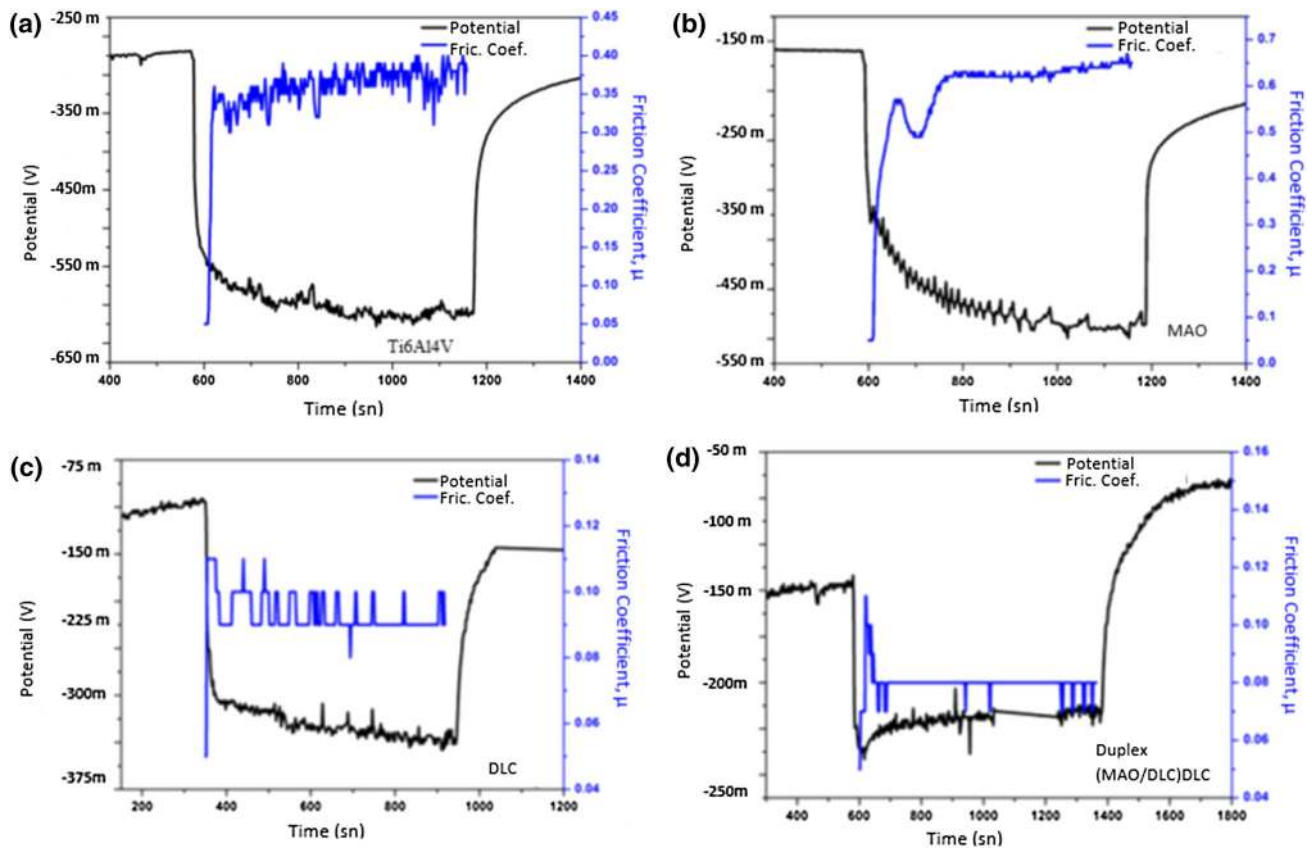 (a)
-250 m
-350 m
-450m
-550 m
-650 m
Potential (V)
Potential
Fric. Coef.
Ti6Al4V
0.45
0.40
0.35
0.30
0.25
0.20
0.15
0.10
0.05
0.00
Friction Coefficient, μ
400 600 800 1000 1200 1400
Time (sn)
(b)
-150 m
-250 m
-350 m
-450 m
-550 m
Potential (V)
Potential
Fric. Coef.
MAO
0.7
0.6
0.5
0.4
0.3
0.2
0.1
0.0
Friction Coefficient, μ
400 600 800 1000 1200 1400
Time (sn)
(c)
-75 m
-150m
-225 m
-300m
-375m
Potential (V)
Potential
Fric. Coef.
DLC
0.14
0.12
0.10
0.08
0.06
0.04
Friction Coefficient, μ
200 400 600 800 1000 1200
Time (sn)
(d)
-50 m
-100 m
-150 m
-200 m
-250m
Potential (V)
Potential
Fric. Coef.
Duplex
(MAO/DLC)DLC
0.16
0.14
0.12
0.10
0.08
0.06
0.04
Friction Coefficient, μ
400 600 800 1000 1200 1400 1600 1800
Time (sn)